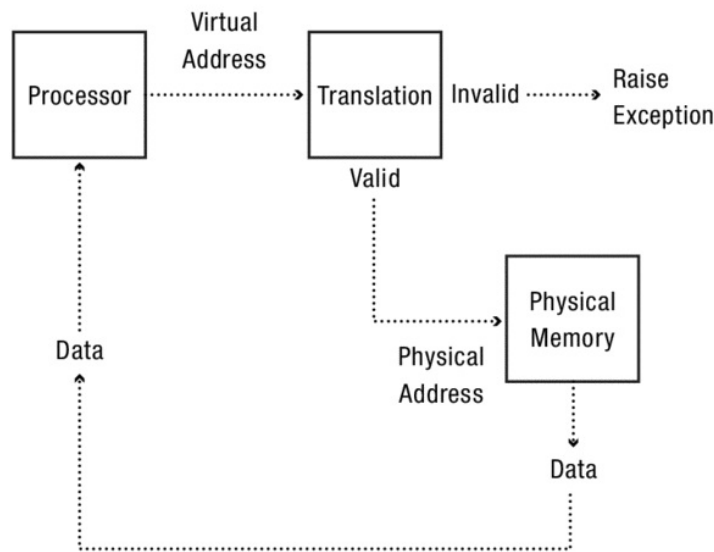 Virtual
Address
Processor
Translation
Invalid
Raise
Exception
Valid
Physical
Memory
Physical
Address
Data
Data